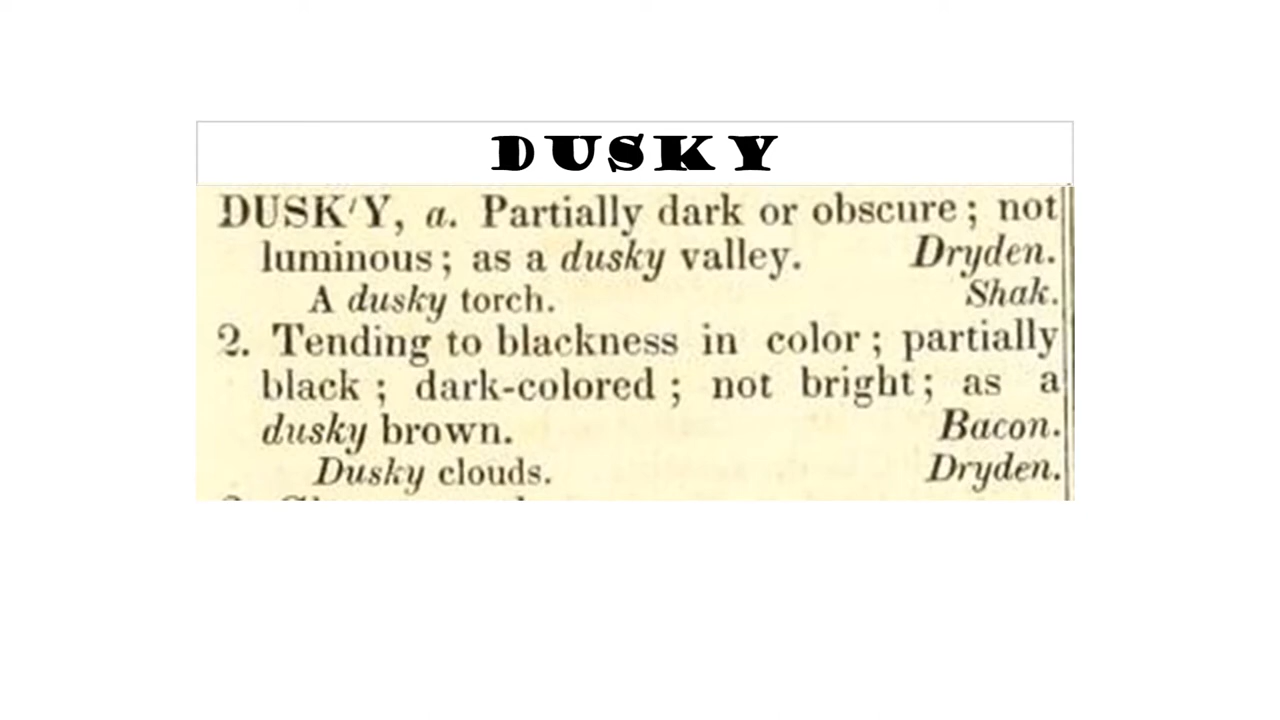 DUSKY
DUSK'Y, a. Partially dark or obscure; not
luminous; as a dusky valley. Dryden.
A dusky torch. Shak.
2. Tending to blackness in color; partially
black; dark-colored; not bright; as a
dusky brown. Bacon.
Dusky clouds. Dryden.